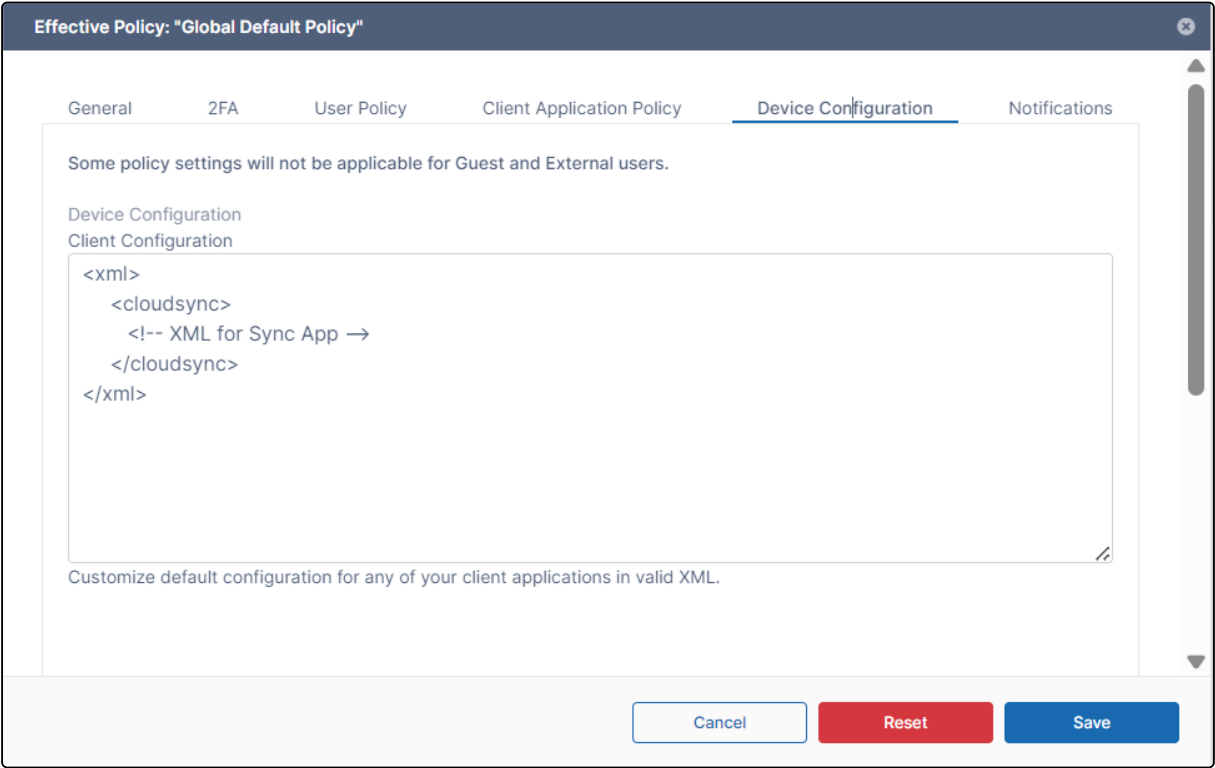 Effective Policy: "Global Default Policy"
General 2FA User Policy Client Application Policy Device Configuration Notifications
Some policy settings will not be applicable for Guest and External users.
Device Configuration
Client Configuration
<xml>
<cloudsync>
<!-- XML for Sync App -->
</cloudsync>
</xml>
Customize default configuration for any of your client applications in valid XML.
Cancel Reset Save